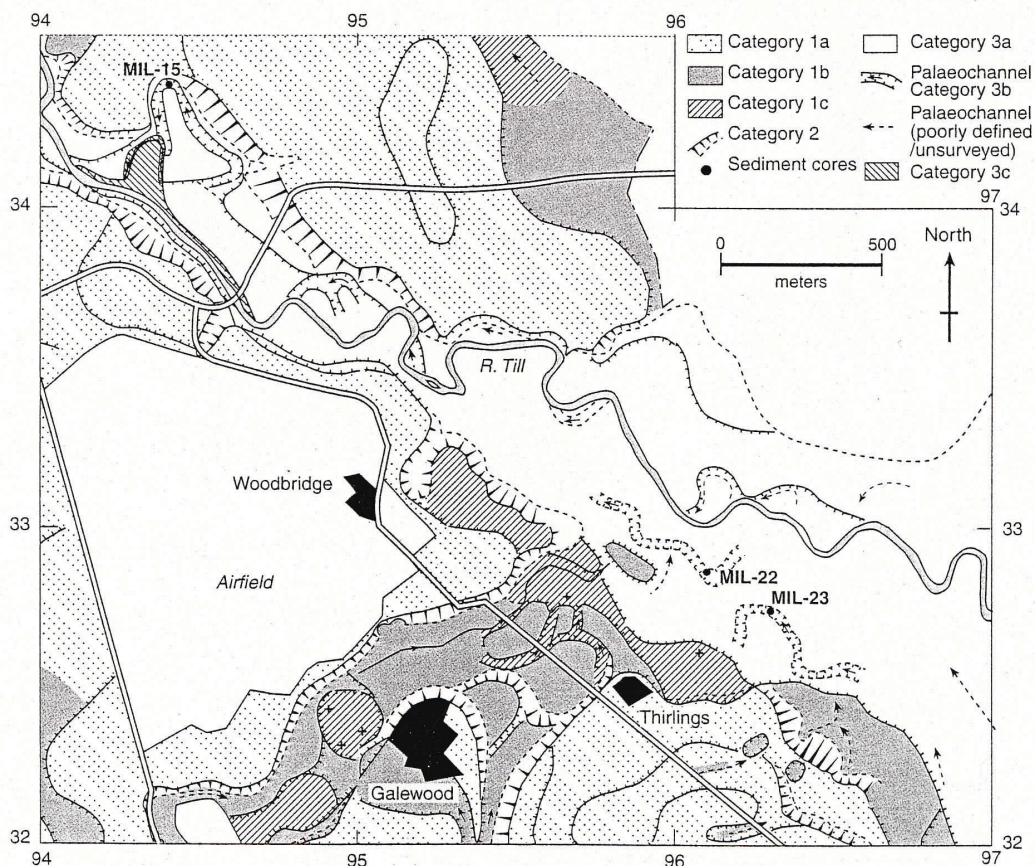 94
95
96
Category 1a
Category 1b
Category 1c
Category 2
Sediment cores
Category 3a
Palaeochannel
Category 3b
Palaeochannel
(poorly defined
/unsurveyed)
Category 3c
MIL-15
97
34
34
0
500
meters
North
R. Till
Woodbridge
33
33
Airfield
MIL-22
MIL-23
Thirlings
Galewood
32
32
94
95
96
97